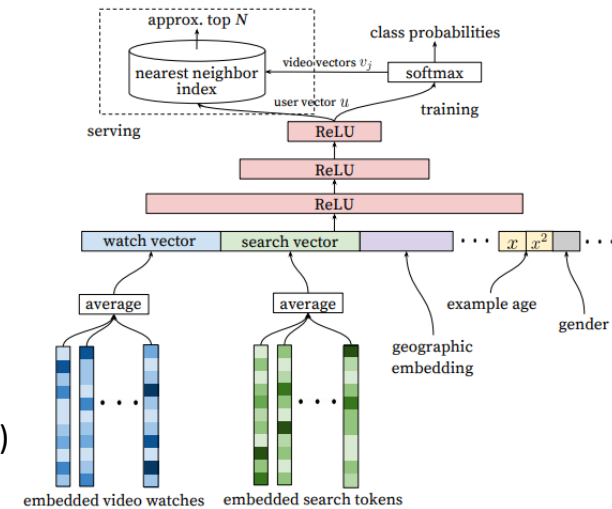 approx. top N
class probabilities
nearest neighbor
index
video vectors vⱼ
softmax
user vector u
training
serving
ReLU
ReLU
ReLU
watch vector
search vector
· · ·
x
x²
· · ·
average
average
example age
gender
geographic
embedding
· · ·
· · ·
)
embedded video watches
embedded search tokens